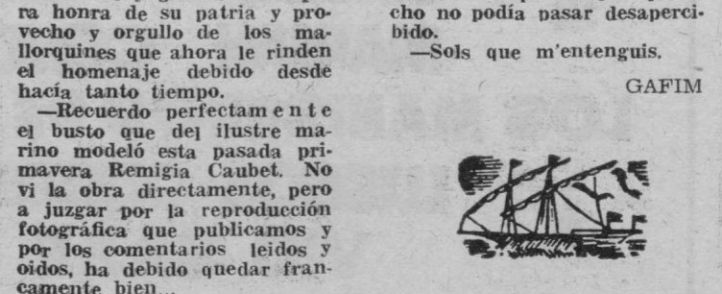 ra honra de su patria y pro-
vecho y orgullo de los ma-
llorquines que ahora le rinden
el homenaje debido desde
hacía tanto tiempo.
—Recuerdo perfectamente
el busto que del ilustre ma-
rino modeló esta pasada pri-
mavera Remigia Caubet. No
vi la obra directamente, pero
a juzgar por la reproducción
fotográfica que publicamos y
por los comentarios leidos y
oidos, ha debido quedar fran-
camente bien...
cho no podía pasar desaperci-
bido.
—Sols que m'entenguis.
GAFIM